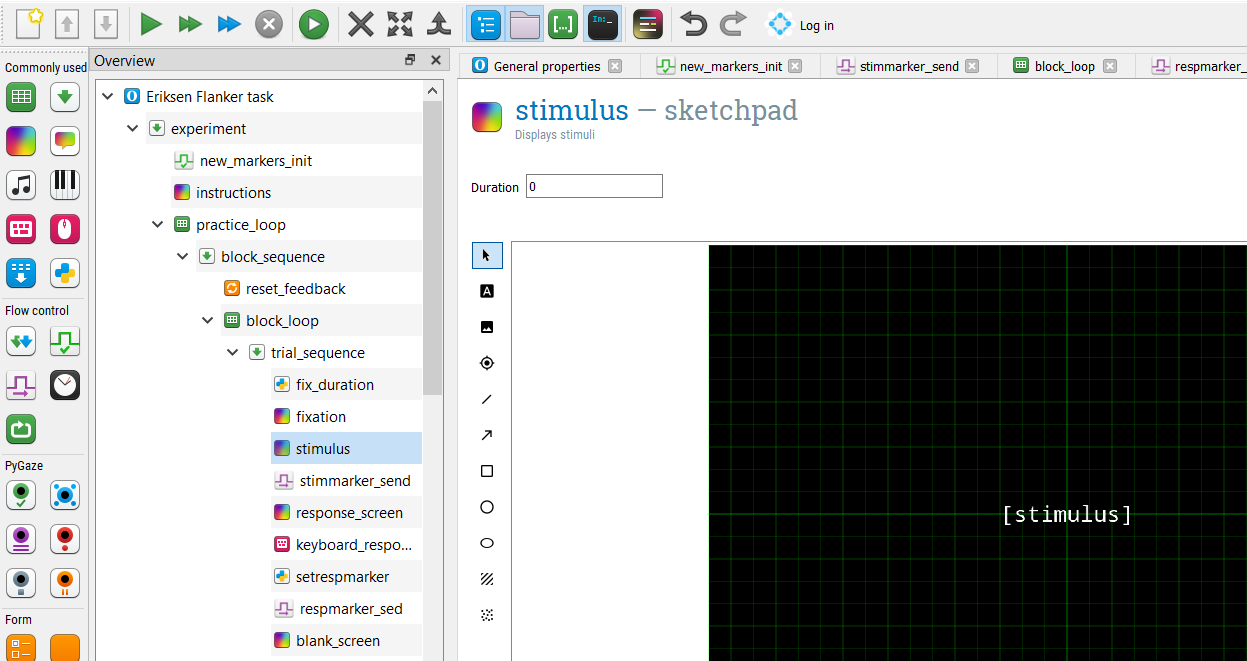 In:_
Log in
Commonly used
Overview
General properties
new_markers_init
stimmarker_send
block_loop
respmarker_
Eriksen Flanker task
experiment
new_markers_init
instructions
practice_loop
block_sequence
reset_feedback
block_loop
trial_sequence
fix_duration
fixation
stimulus
stimmarker_send
response_screen
keyboard_respo...
setrespmarker
respmarker_sed
blank_screen
Flow control
PyGaze
Form
stimulus — sketchpad
Displays stimuli
Duration
0
A
[stimulus]